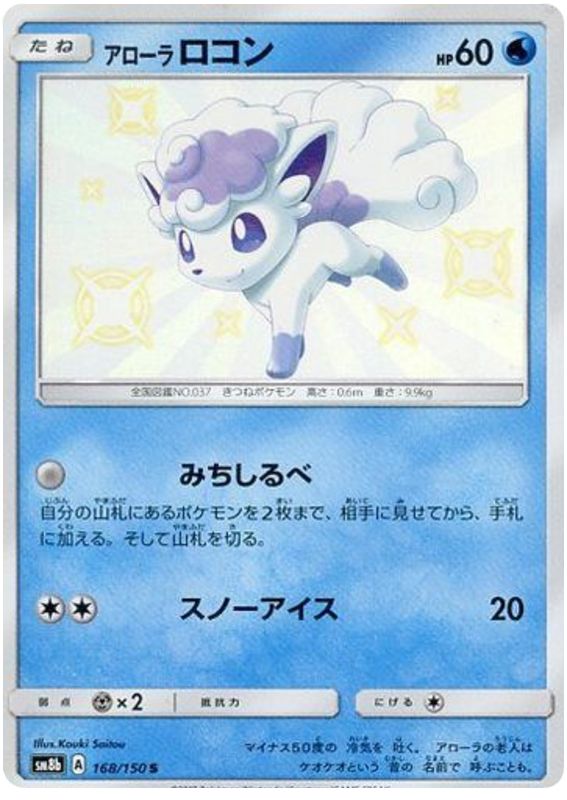 たね アローラ ロコン HP 60
全国図鑑NO.037 きつねポケモン 高さ：0.6m 重さ：9.9kg
みちしるべ
自分の山札にあるポケモンを2枚まで、相手に見せてから、手札
に加える。そして山札を切る。
スノーアイス 20
弱点 ×2 抵抗力 にげる
Illus.Kouki Saitou
マイナス50度の 冷気を 吐く。 アローラの老人は
ケオケオという 昔の 名前で 呼ぶことも。
sm8b A 168/150 S